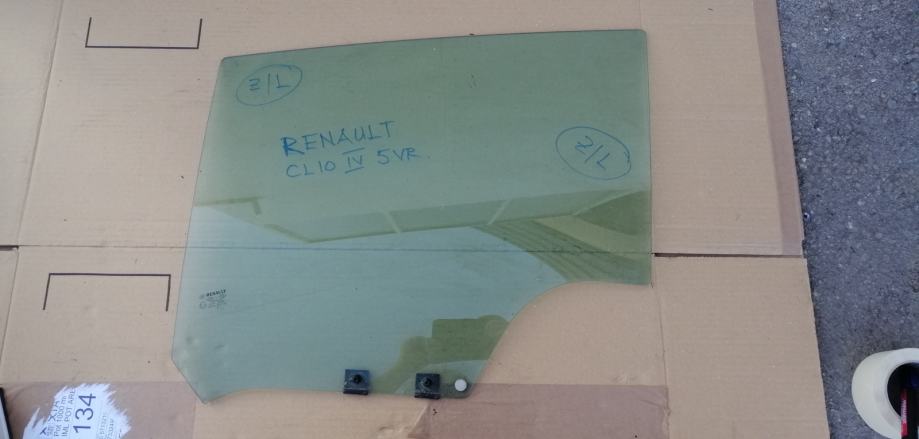 Z/L
RENAULT
CLIO IV 5VR.
Z/L
RENAULT
134